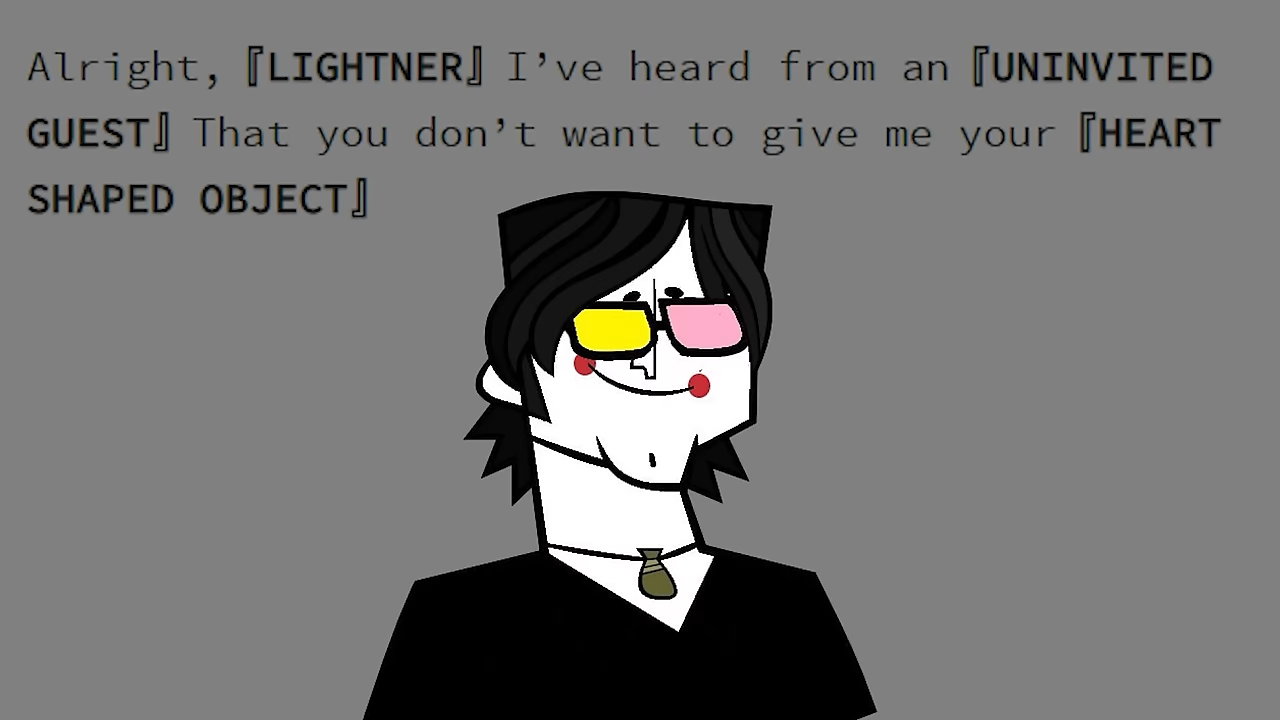 Alright, 『LIGHTNER』 I’ve heard from an 『UNINVITED
GUEST』 That you don’t want to give me your 『HEART
SHAPED OBJECT』